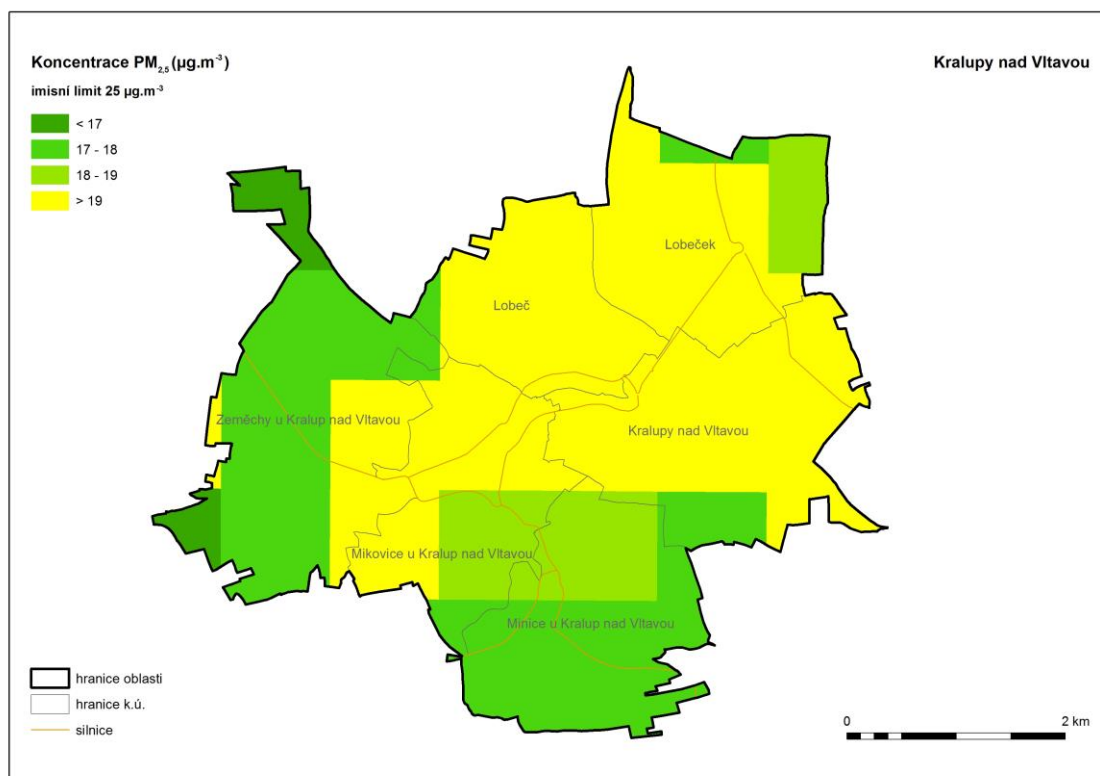 Koncentrace PM2,5 (µg.m-3)
imisní limit 25 µg.m-3
< 17
17 - 18
18 - 19
> 19
Kralupy nad Vltavou
Lobeček
Lobeč
Zeměchy u Kralup nad Vltavou
Kralupy nad Vltavou
Mikovice u Kralup nad Vltavou
Minice u Kralup nad Vltavou
hranice oblasti
hranice k.ú.
silnice
0 2 km